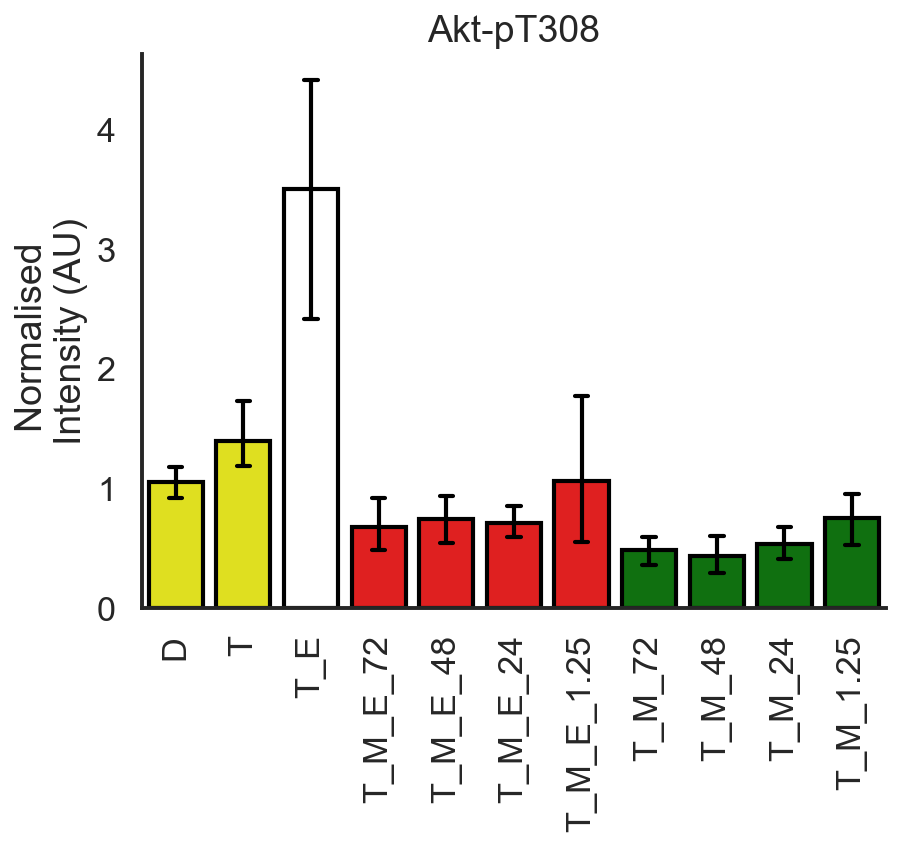 Akt-pT308
Normalised
Intensity (AU)
4
3
2
1
0
D
T
T_E
T_M_E_72
T_M_E_48
T_M_E_24
T_M_E_1.25
T_M_72
T_M_48
T_M_24
T_M_1.25